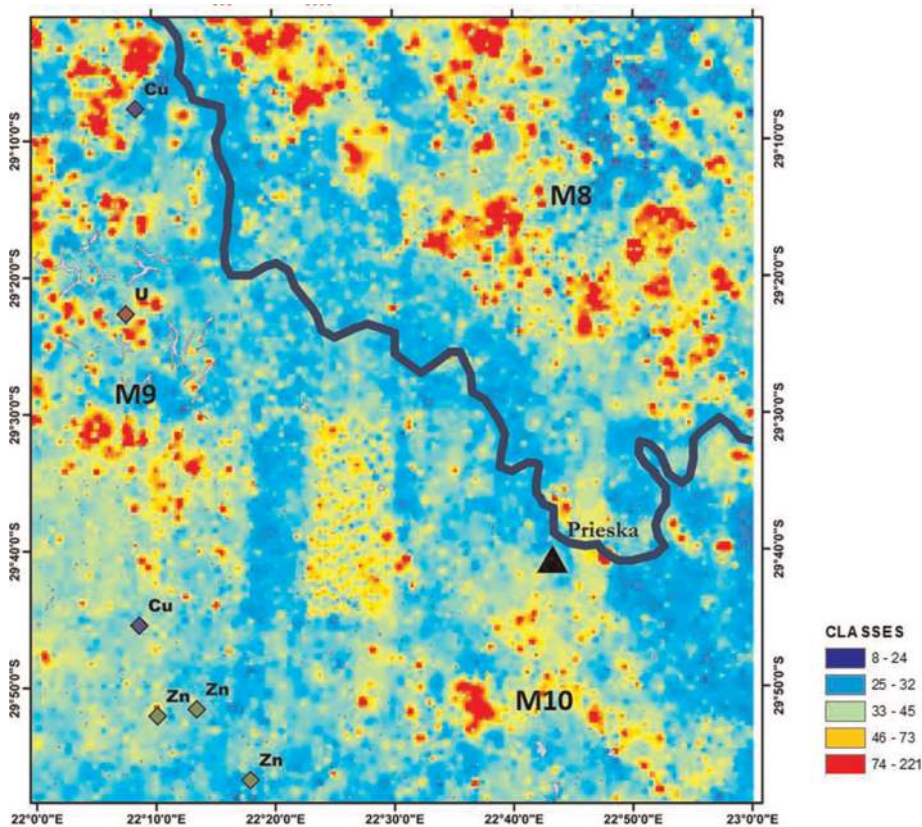 Cu
29°10'0"S
29°10'0"S
M8
29°20'0"S
29°20'0"S
U
M9
29°30'0"S
29°30'0"S
Prieska
29°40'0"S
29°40'0"S
Cu
Zn
Zn
M10
29°50'0"S
29°50'0"S
Zn
22°0'0"E
22°10'0"E
22°20'0"E
22°30'0"E
22°40'0"E
22°50'0"E
23°0'0"E
CLASSES
8 - 24
25 - 32
33 - 45
46 - 73
74 - 221